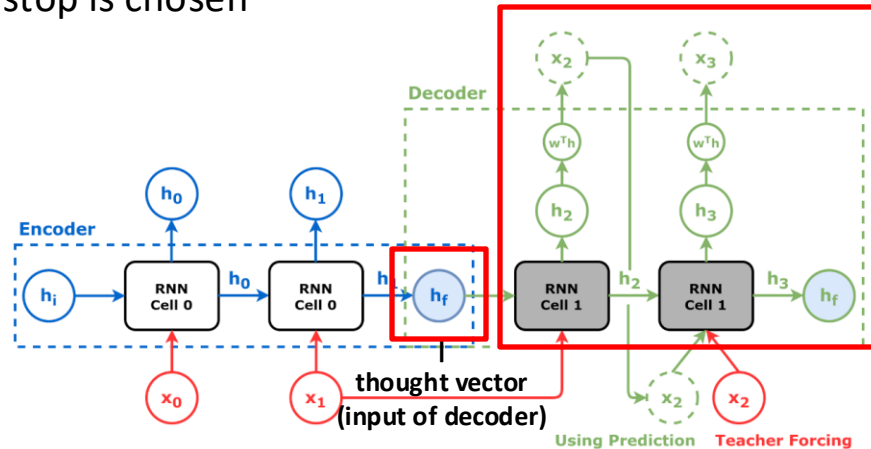 stop is chosen
x2
x3
Decoder
wTh
wTh
h0
h1
h2
h3
Encoder
hi
RNN
Cell 0
h0
RNN
Cell 0
h1
hf
RNN
Cell 1
h2
RNN
Cell 1
h3
hf
x0
x1
thought vector
(input of decoder)
x2
x2
Using Prediction
Teacher Forcing